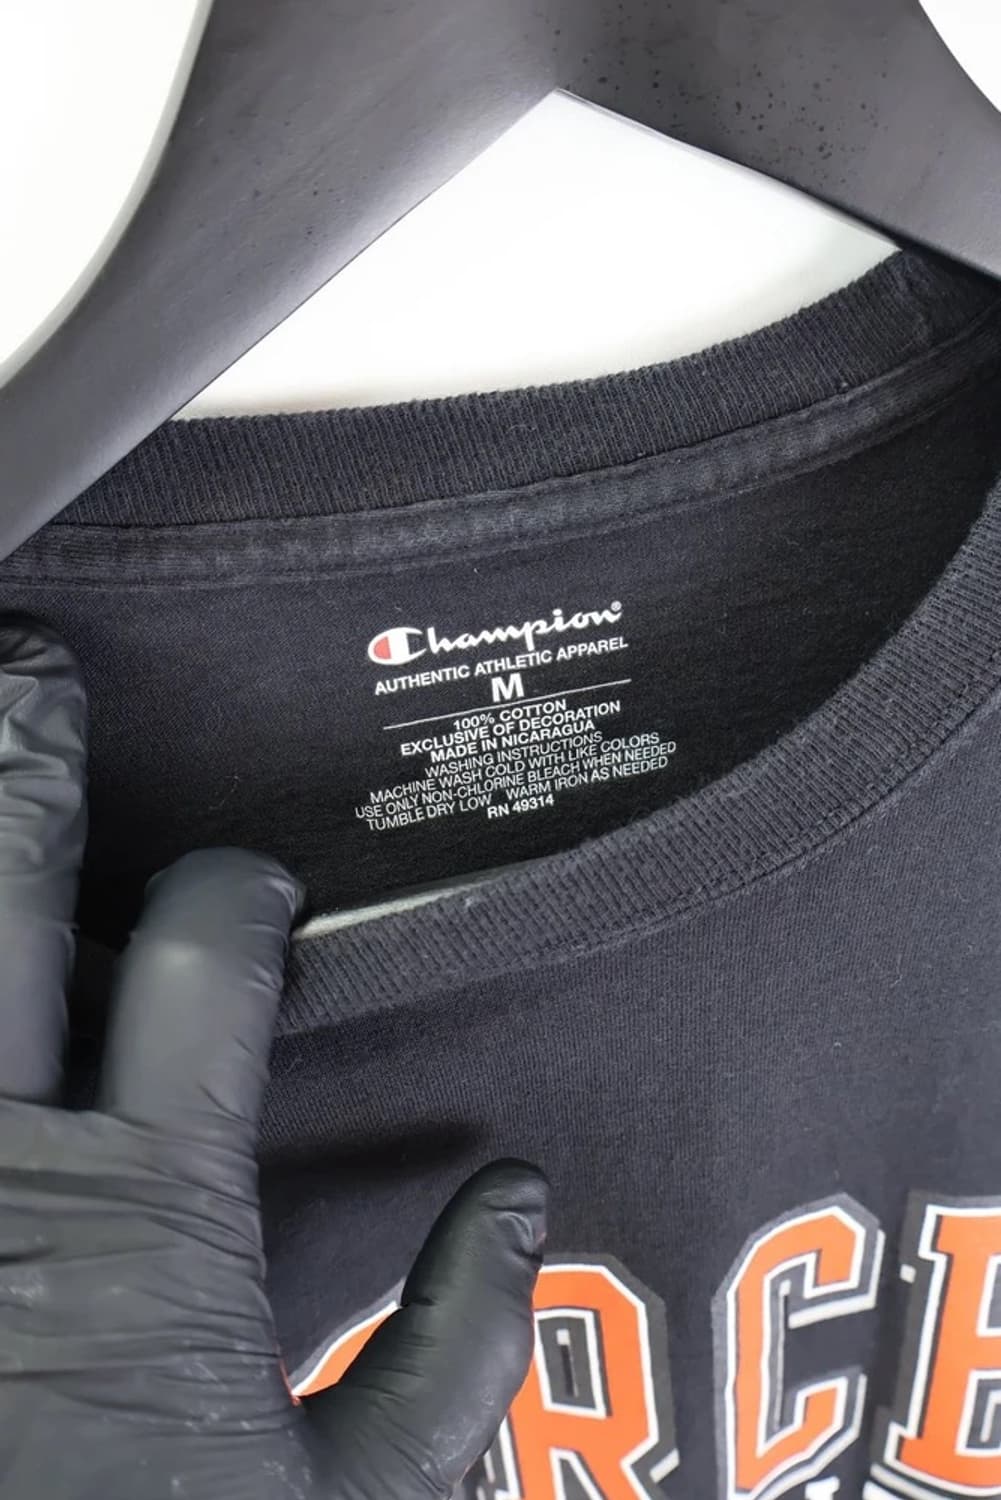 Champion®
AUTHENTIC ATHLETIC APPAREL
M
100% COTTON
EXCLUSIVE OF DECORATION
MADE IN NICARAGUA
WASHING INSTRUCTIONS
MACHINE WASH COLD WITH LIKE COLORS
USE ONLY NON-CHLORINE BLEACH WHEN NEEDED
TUMBLE DRY LOW WARM IRON AS NEEDED
RN 49314
RCE